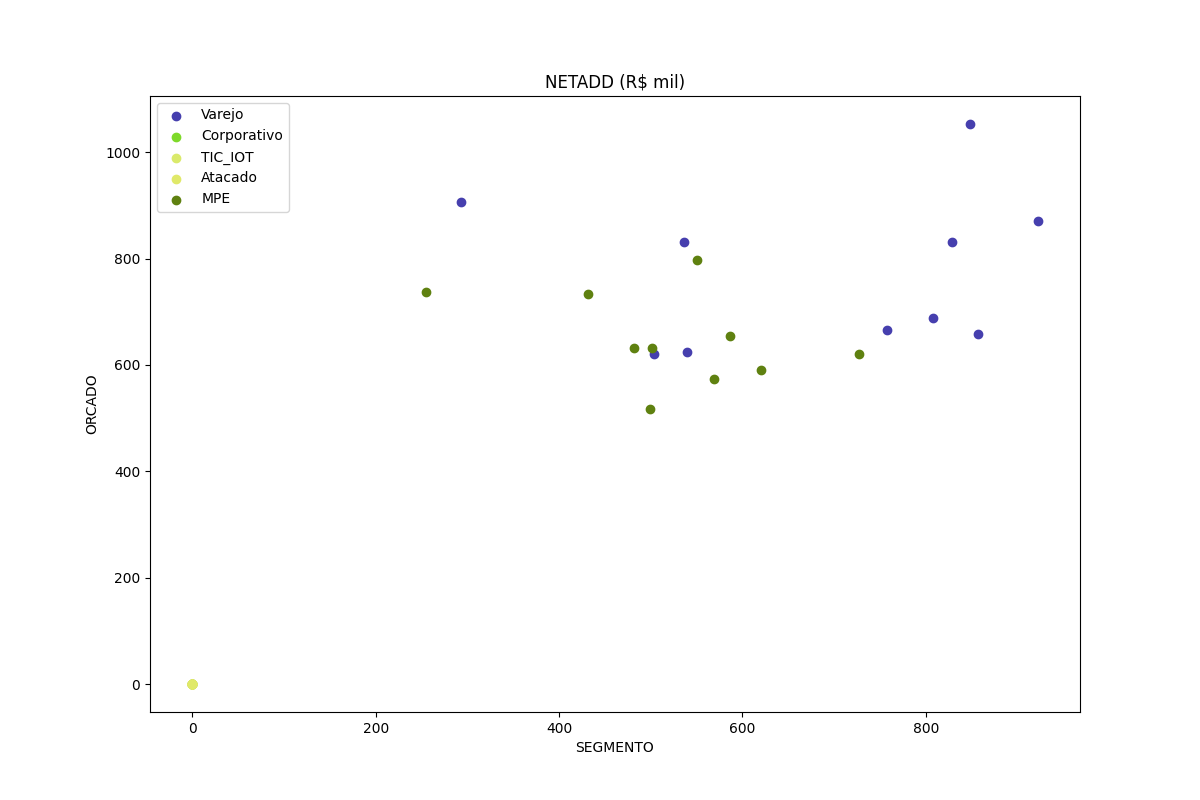 NETADD (R$ mil)
Varejo
Corporativo
TIC_IOT
Atacado
MPE
1000
800
600
400
200
0
ORCADO
0 200 400 600 800
SEGMENTO